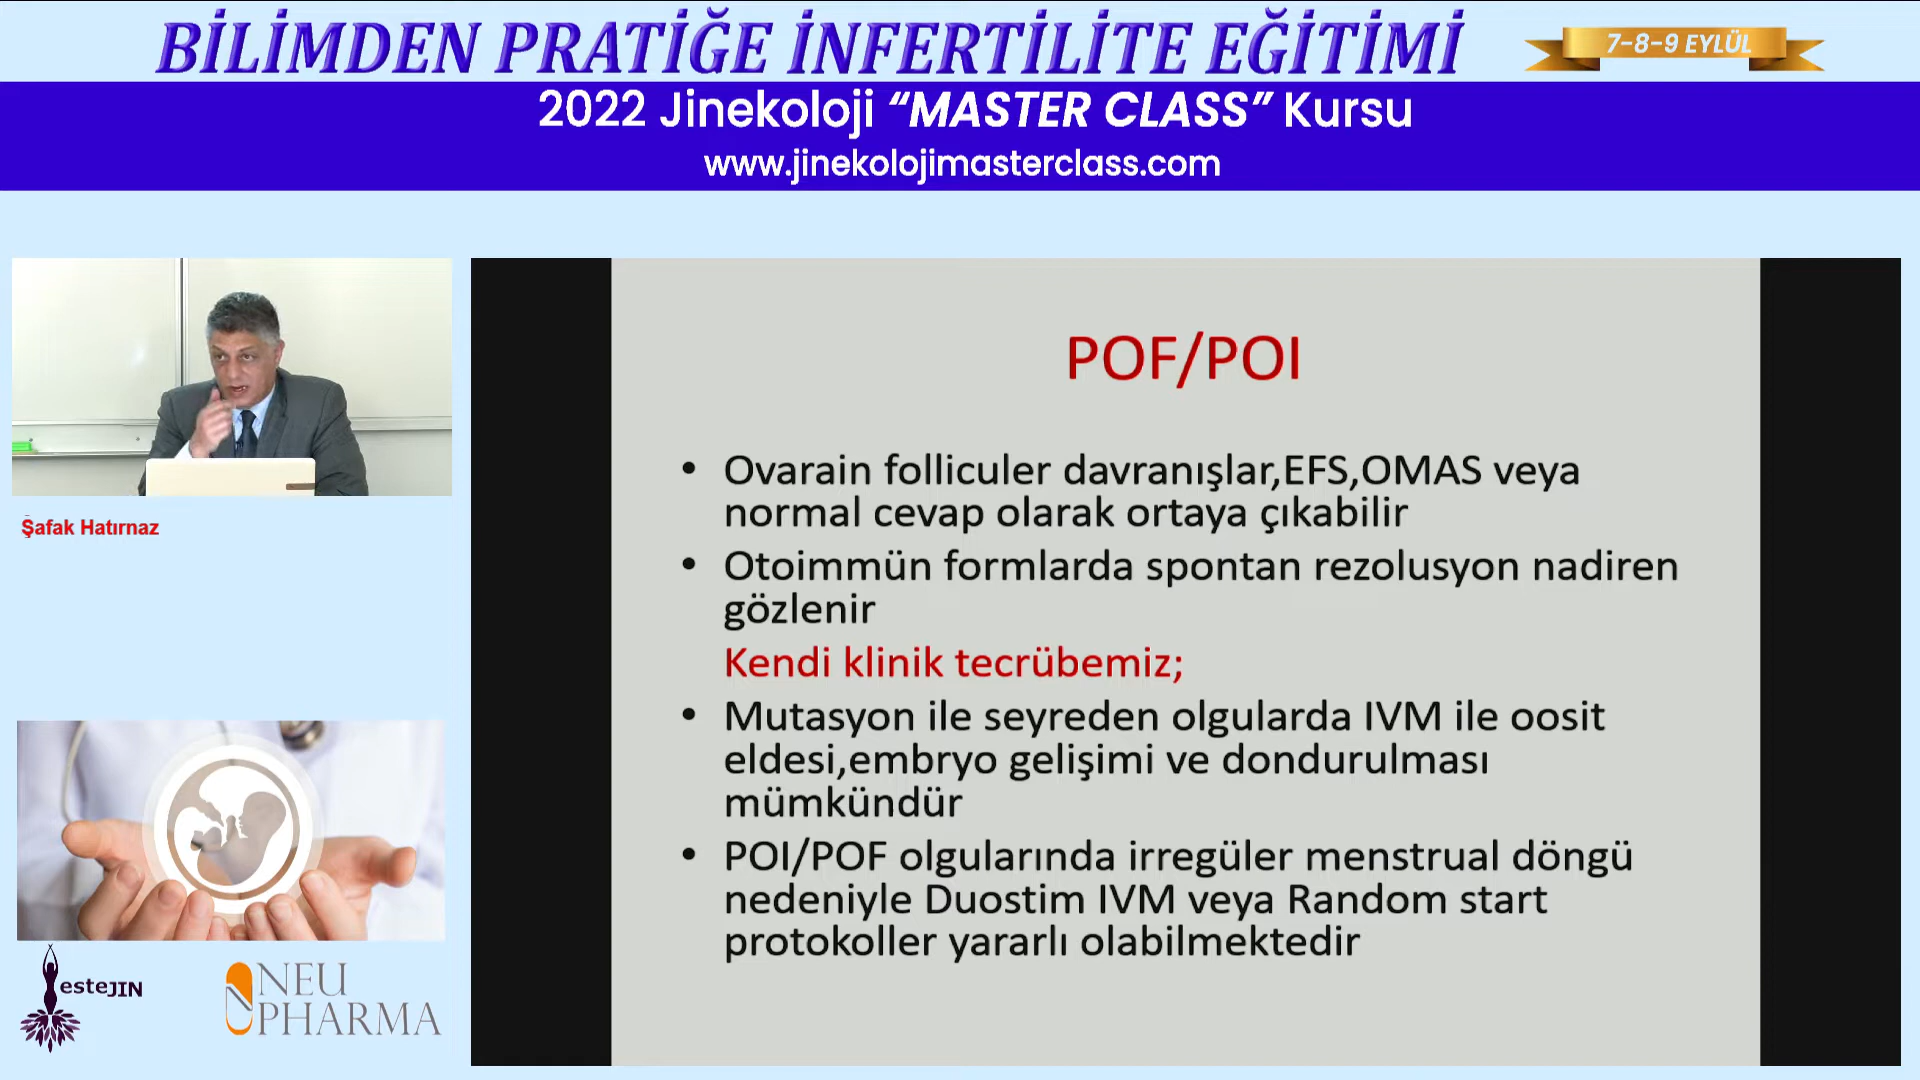 BİLİMDEN PRATİĞE İNFERTİLİTE EĞİTİMİ
7-8-9 EYLÜL
2022 Jinekoloji “MASTER CLASS” Kursu
www.jinekolojimasterclass.com
Şafak Hatırnaz
POF/POI
• Ovarain folliculer davranışlar,EFS,OMAS veya
normal cevap olarak ortaya çıkabilir
• Otoimmün formlarda spontan rezolusyon nadiren
gözlenir
Kendi klinik tecrübemiz;
• Mutasyon ile seyreden olgularda IVM ile oosit
eldesi,embryo gelişimi ve dondurulması
mümkündür
• POI/POF olgularında irregüler menstrual döngü
nedeniyle Duostim IVM veya Random start
protokoller yararlı olabilmektedir
esteJIN
NEU
PHARMA